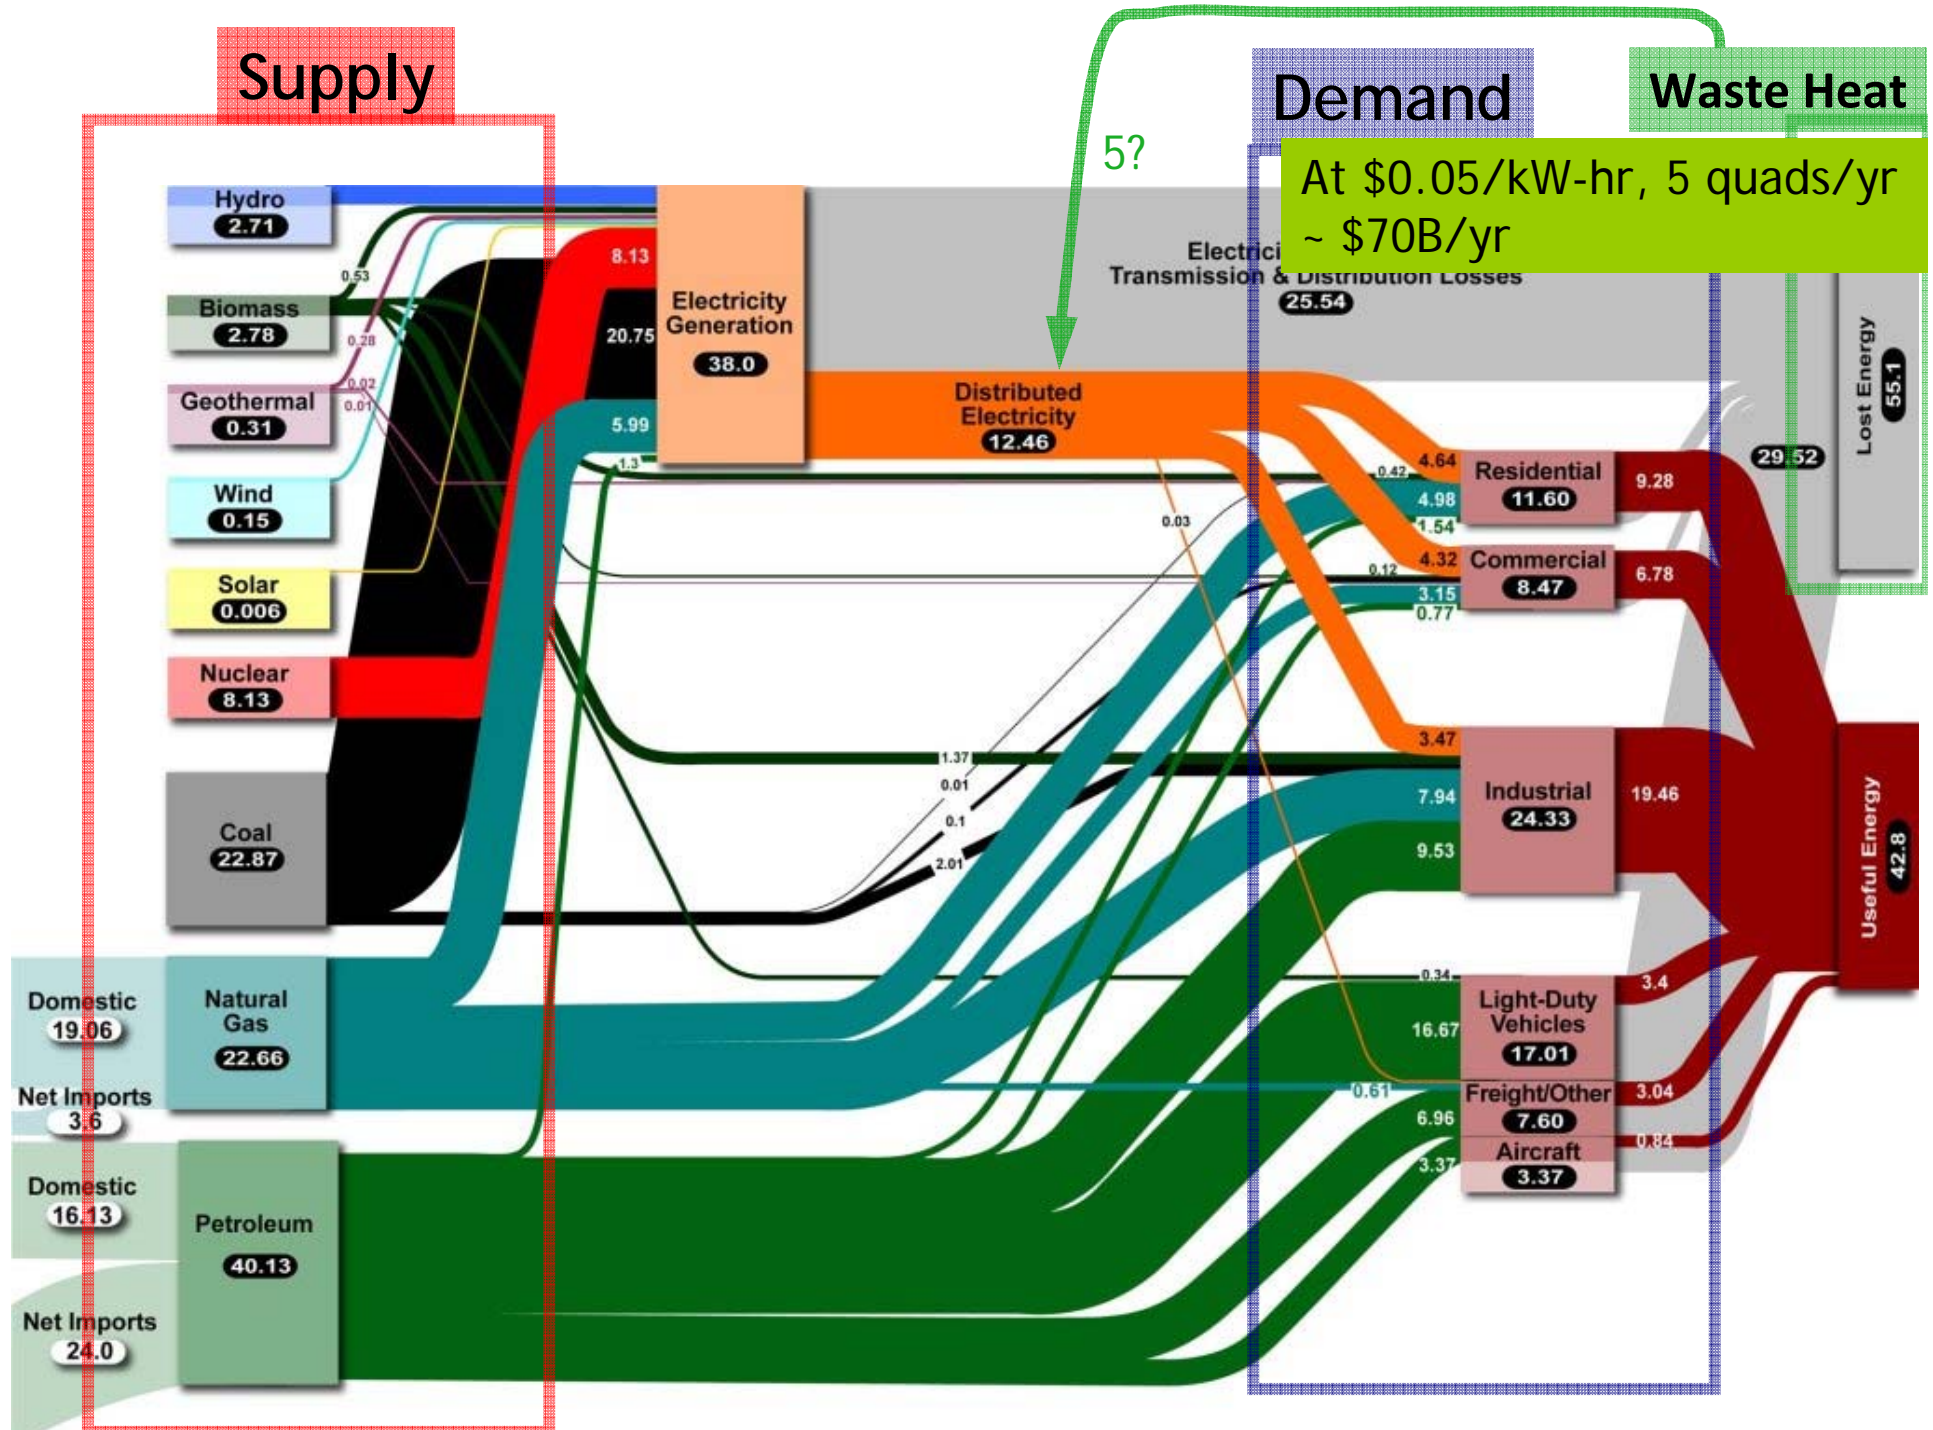 Supply
Demand
Waste Heat
5?
At $0.05/kW-hr, 5 quads/yr
~ $70B/yr
Hydro
2.71
0.53
Biomass
2.78
0.28
0.02
0.01
Geothermal
0.31
Wind
0.15
Solar
0.006
Nuclear
8.13
Coal
22.87
Domestic
19.06
Net Imports
3.6
Natural
Gas
22.66
Domestic
16.13
Net Imports
24.0
Petroleum
40.13
8.13
20.75
5.99
1.3
Electricity
Generation
38.0
Transmission & Distribution Losses
25.54
Distributed
Electricity
12.46
0.03
1.37
0.01
0.1
2.01
0.42
4.64
4.98
1.54
Residential
11.60
9.28
0.12
4.32
3.15
0.77
Commercial
8.47
6.78
3.47
7.94
9.53
Industrial
24.33
19.46
0.34
16.67
Light-Duty
Vehicles
17.01
3.4
0.61
6.96
Freight/Other
7.60
3.04
3.37
Aircraft
3.37
0.84
29.52
Lost Energy
55.1
Useful Energy
42.8